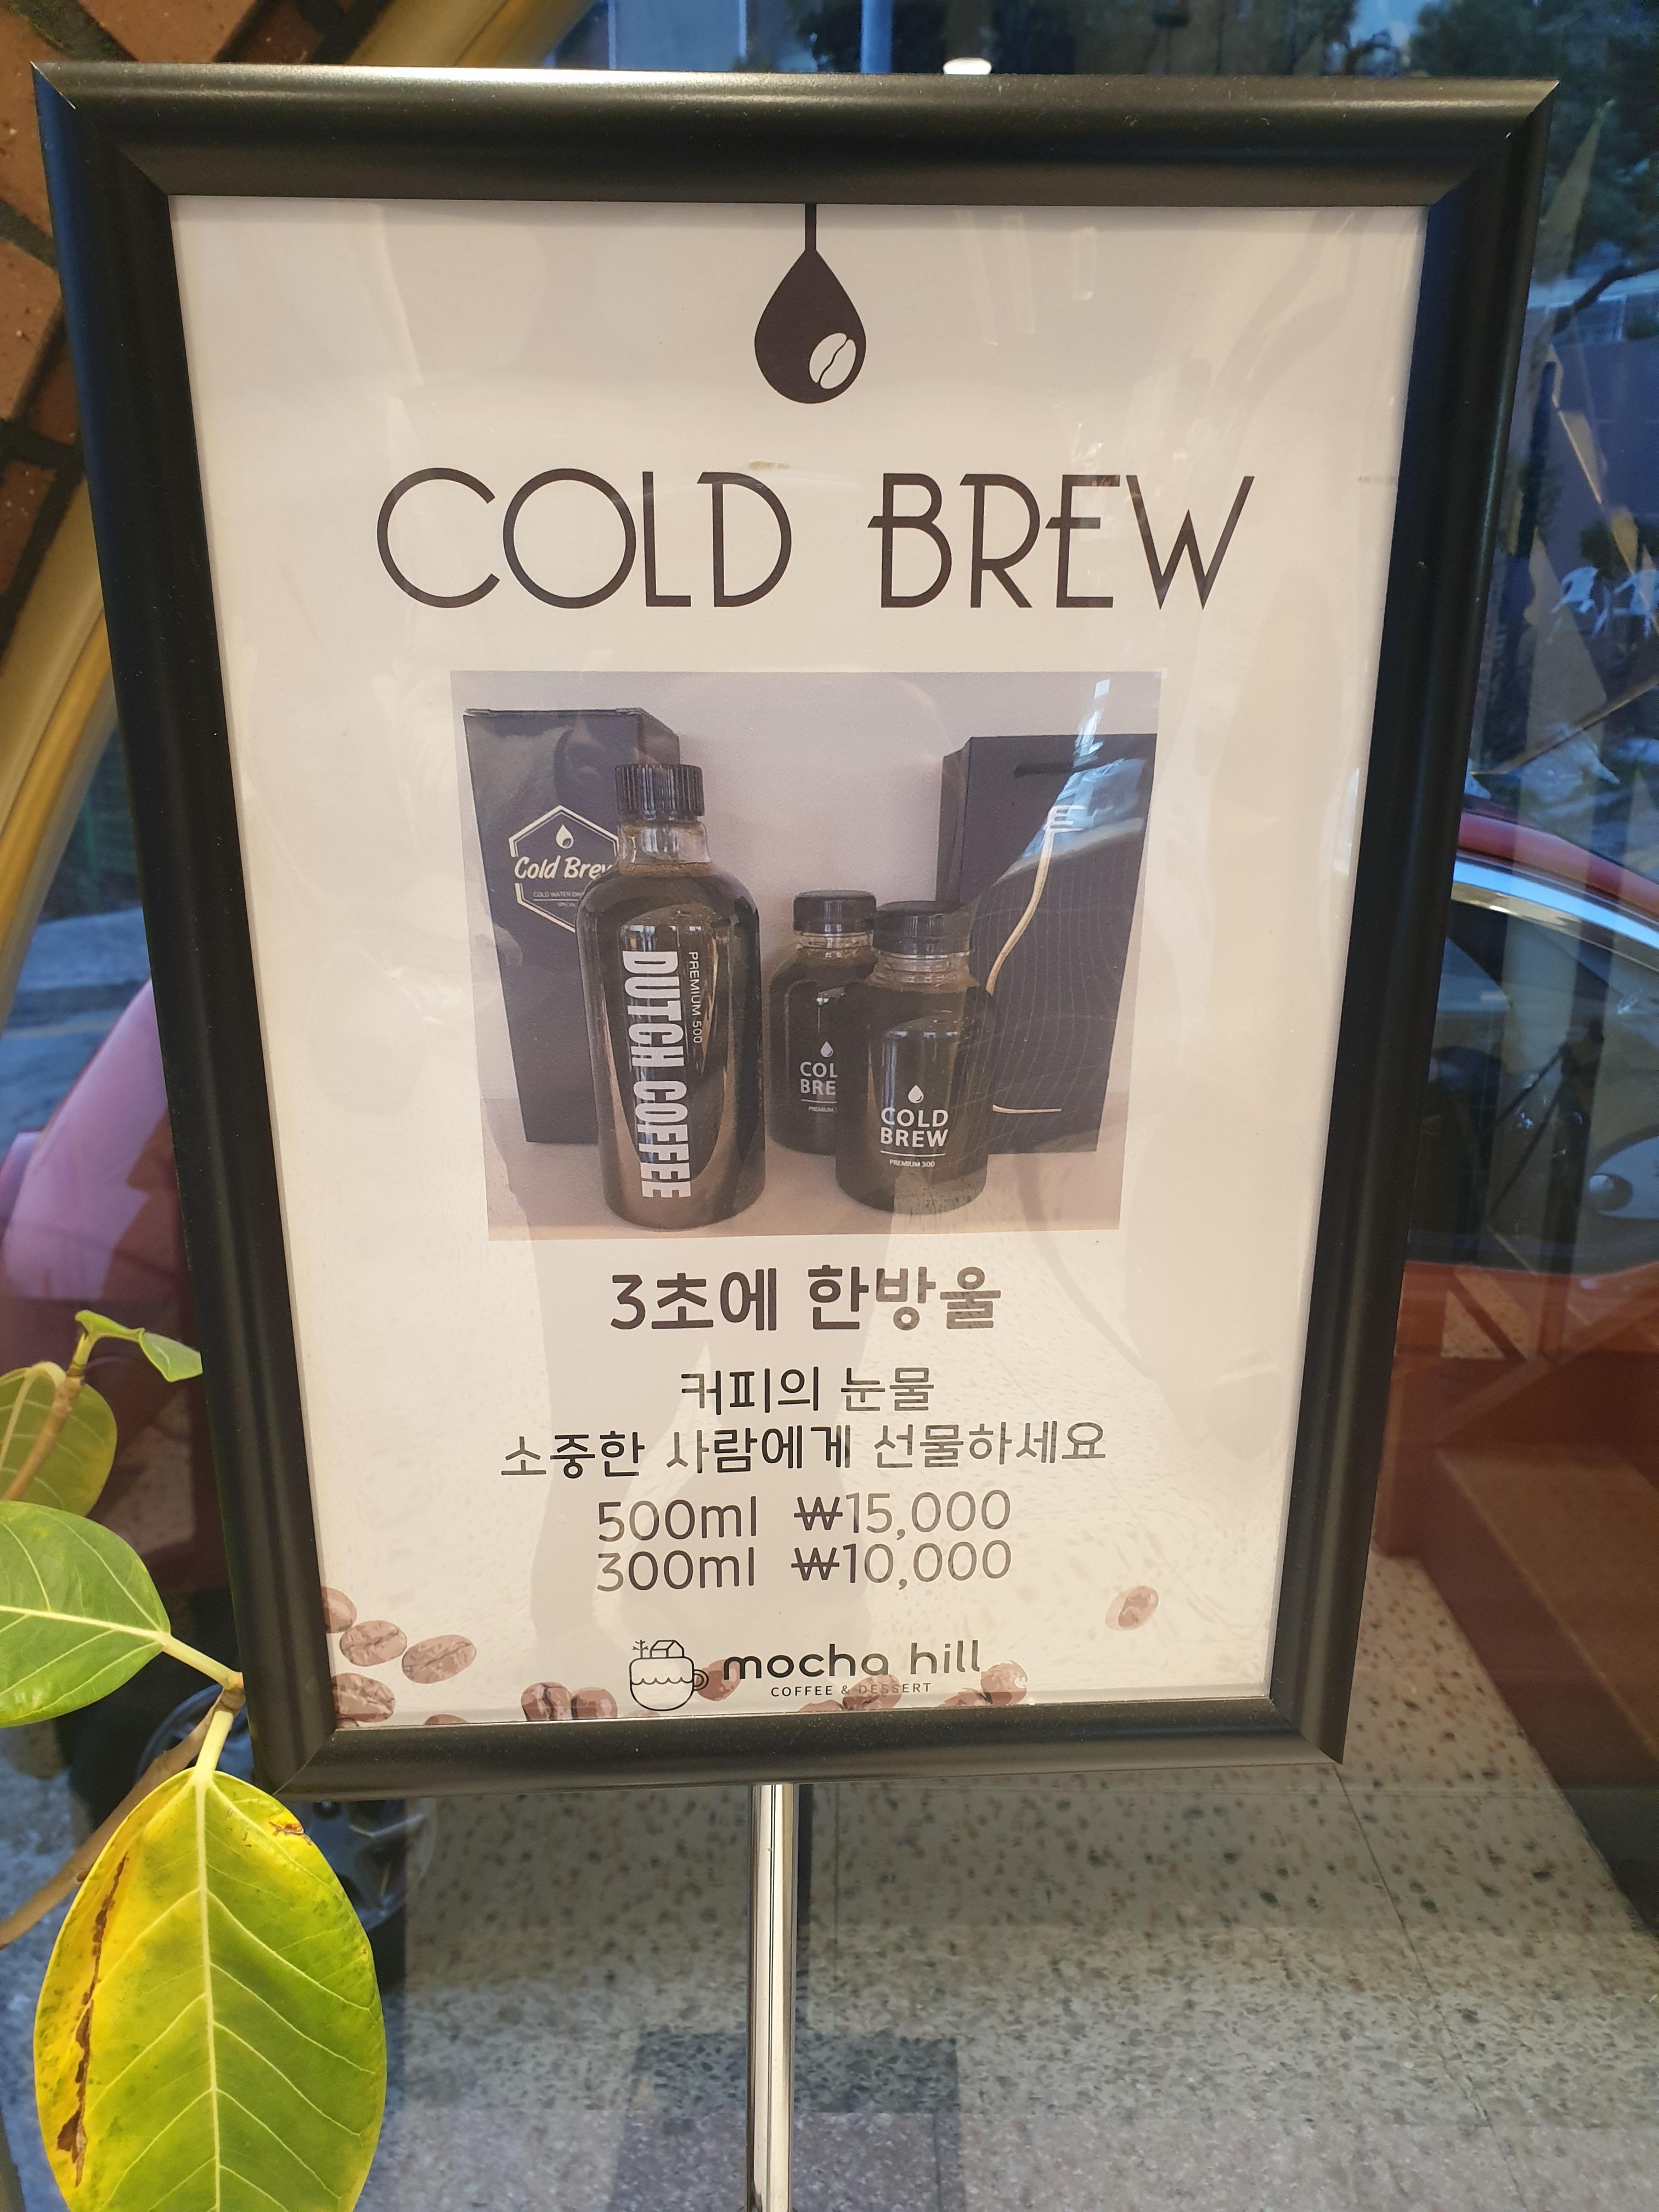 COLD BREW
Cold Brew
PREMIUM 500
DUTCH COFFEE
COLD
BREW
PREMIUM 300
3초에 한방울
커피의 눈물
소중한 사람에게 선물하세요
500ml ₩15,000
300ml ₩10,000
mocha hill
COFFEE & DESSERT